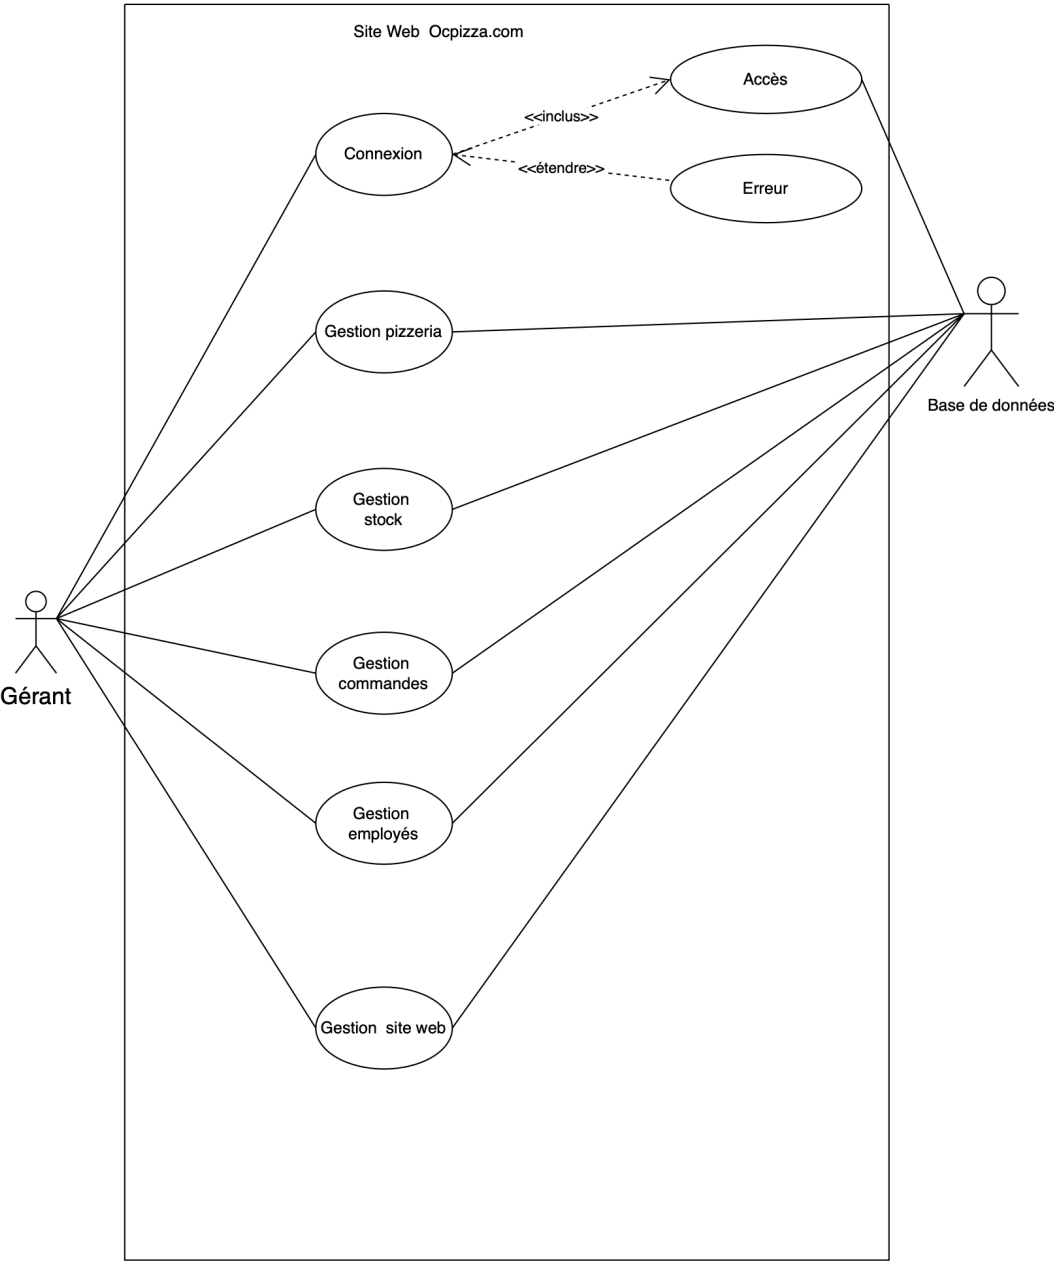 Site Web  Ocpizza.com
Accès
<<inclus>>
Connexion
<<étendre>>
Erreur
Gestion pizzeria
Base de données
Gestion
stock
Gestion
commandes
Gérant
Gestion
employés
Gestion  site web